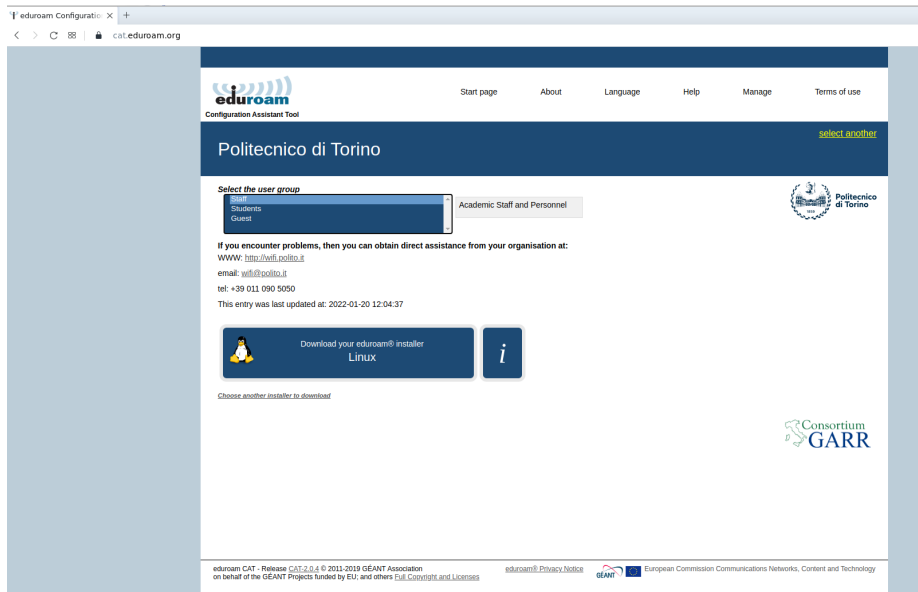 eduroam Configuratio
cat.eduroam.org
eduroam
Configuration Assistant Tool
Start page
About
Language
Help
Manage
Terms of use
select another
Politecnico di Torino
Select the user group
Staff
Students
Guest
Academic Staff and Personnel
Politecnico
di Torino
If you encounter problems, then you can obtain direct assistance from your organisation at:
WWW: http://wifi.polito.it
email: wifi@polito.it
tel: +39 011 090 5050
This entry was last updated at: 2022-01-20 12:04:37
Download your eduroam® installer
Linux
i
Choose another installer to download
Consortium
GARR
eduroam CAT - Release CAT-2.0.4 © 2011-2019 GÉANT Association
on behalf of the GÉANT Projects funded by EU; and others Full Copyright and Licenses
eduroam® Privacy Notice
GÉANT
European Commission Communications Networks, Content and Technology